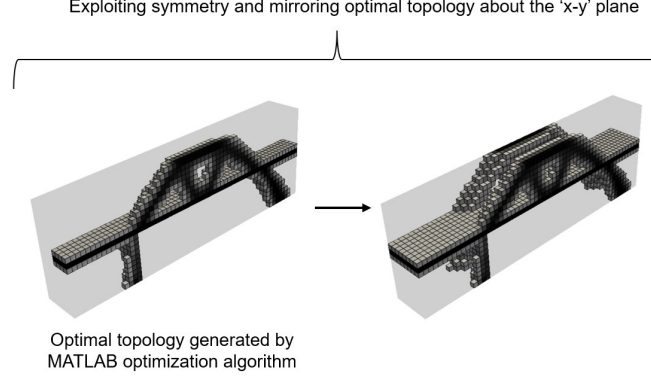 Exploiting symmetry and mirroring optimal topology about the ‘x-y’ plane
Optimal topology generated by
MATLAB optimization algorithm